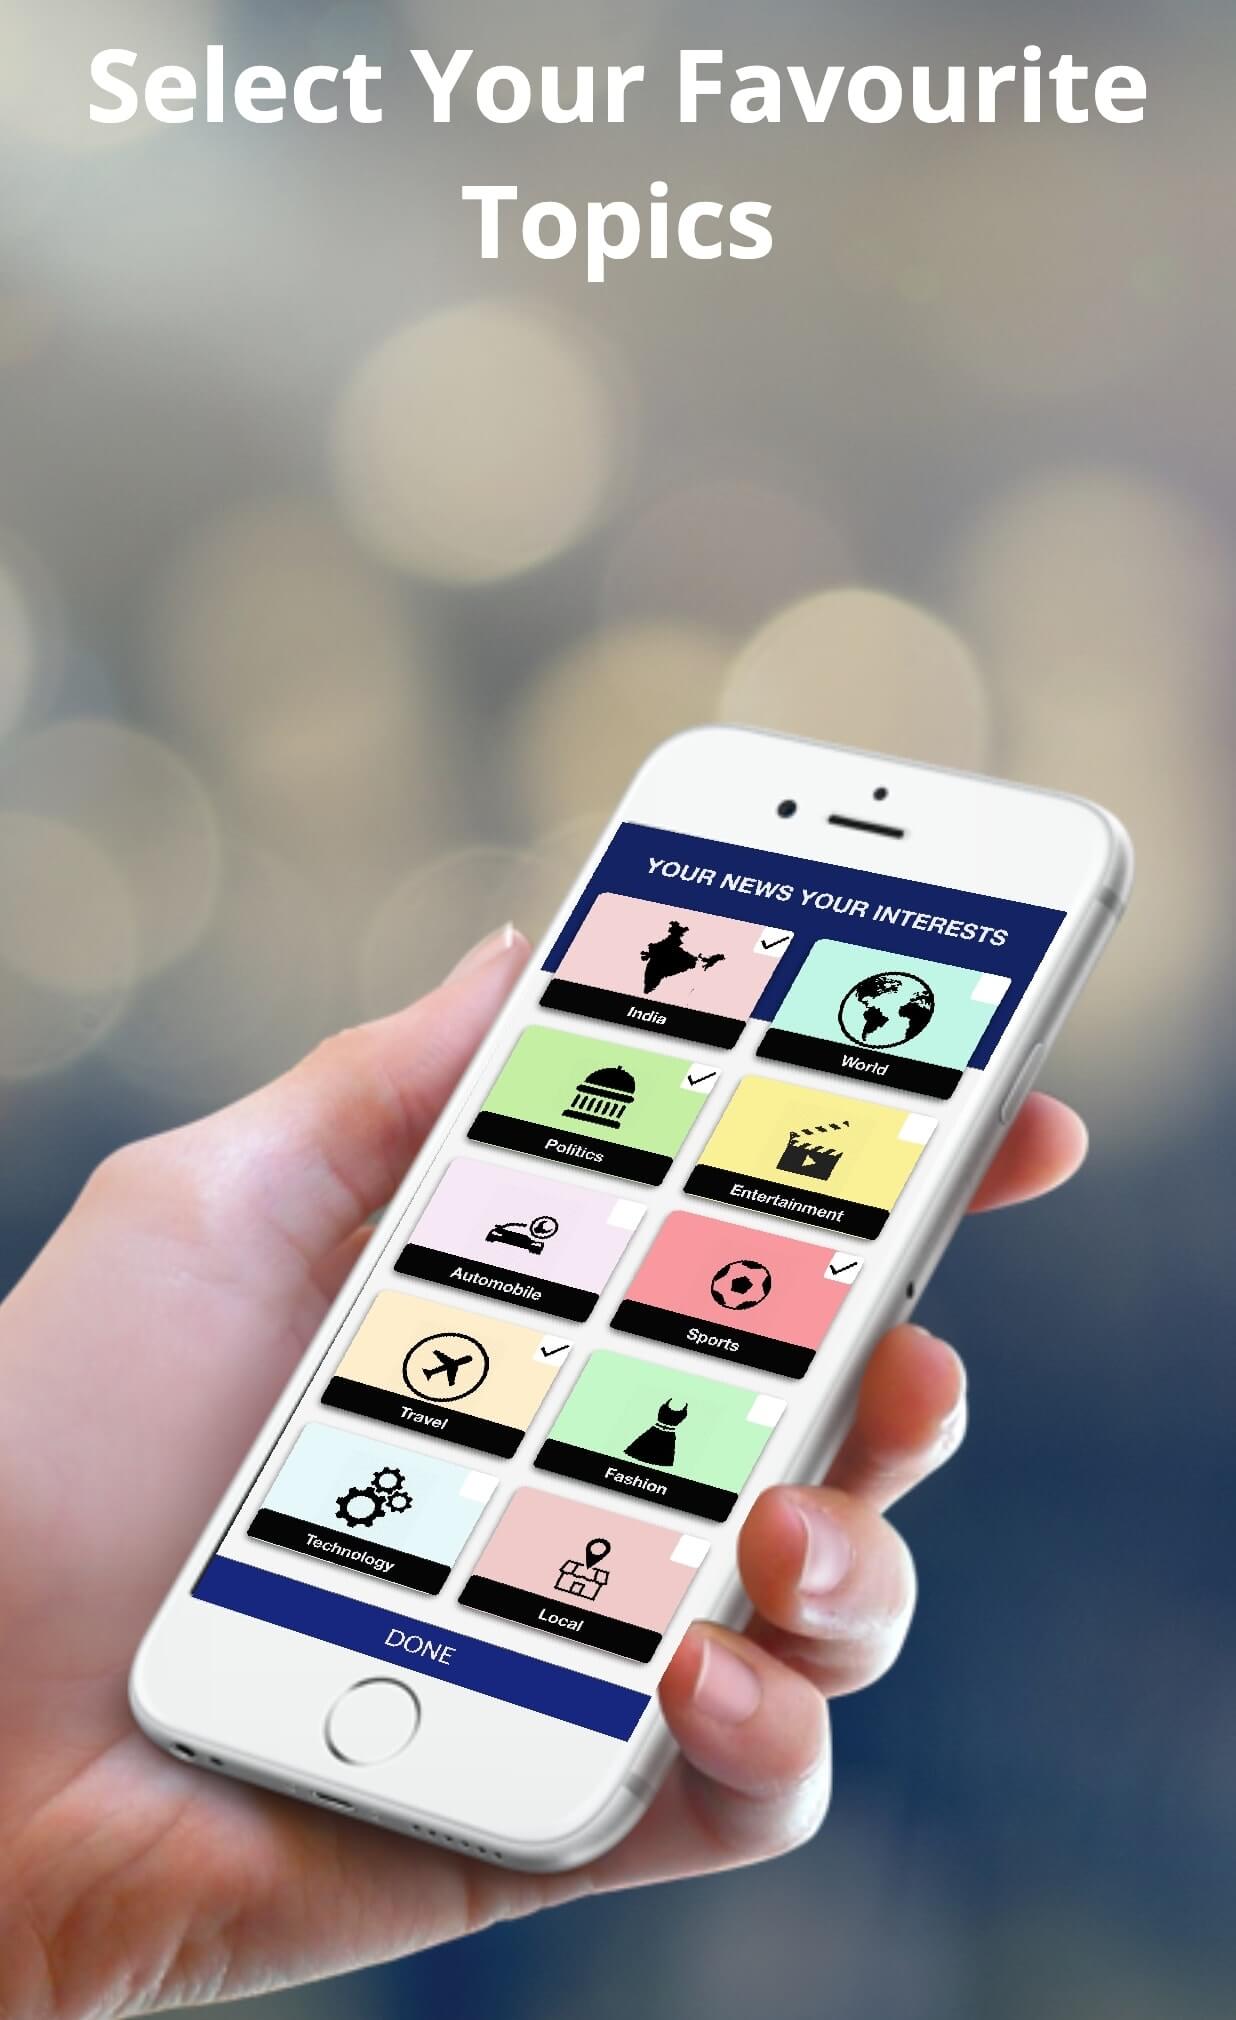 Select Your Favourite
Topics
YOUR NEWS YOUR INTERESTS
India
World
Politics
Entertainment
Automobile
Sports
Travel
Fashion
Technology
Local
DONE